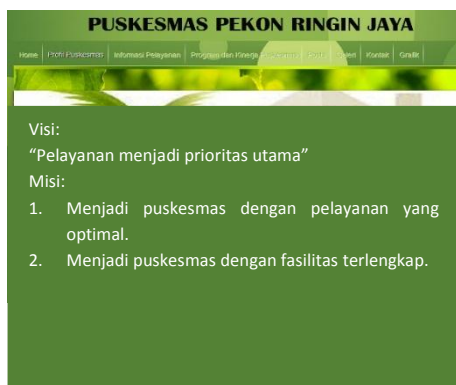 PUSKESMAS PEKON RINGIN JAYA
Home Profil Puskesmas Informasi Pelayanan Program dan Kinerja Kontak Grafik
Visi:
“Pelayanan menjadi prioritas utama”
Misi:
1. Menjadi puskesmas dengan pelayanan yang
optimal.
2. Menjadi puskesmas dengan fasilitas terlengkap.